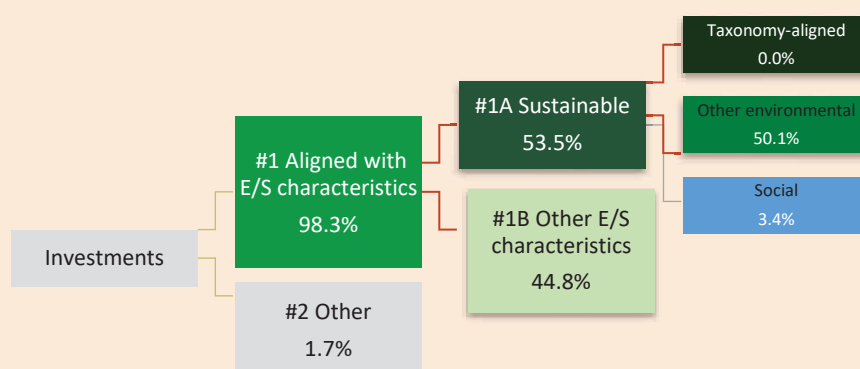 Investments
#1 Aligned with
E/S characteristics
98.3%
#2 Other
1.7%
#1A Sustainable
53.5%
#1B Other E/S
characteristics
44.8%
Taxonomy-aligned
0.0%
Other environmental
50.1%
Social
3.4%